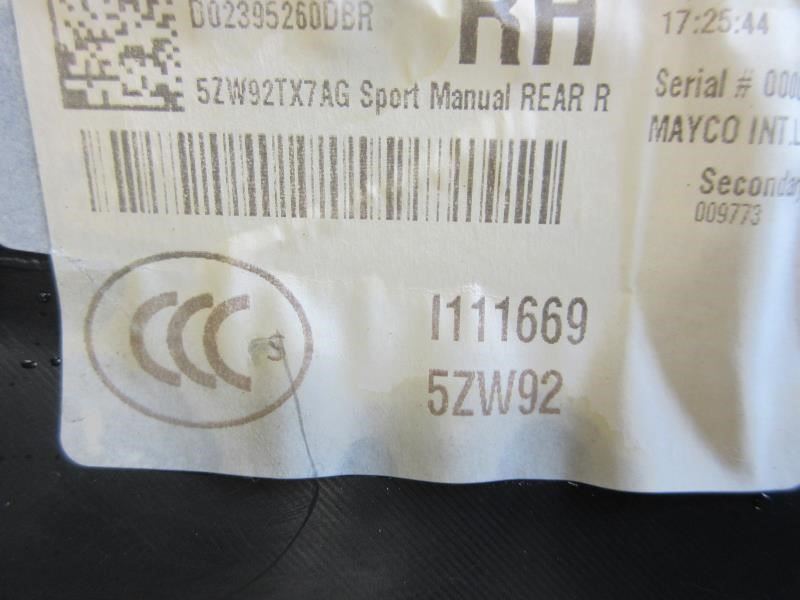 D02395260DBR
RH
17:25:44
5ZW92TX7AG Sport Manual REAR R
Serial #
MAYCO INT.L
009773
CCC S
I111669
5ZW92